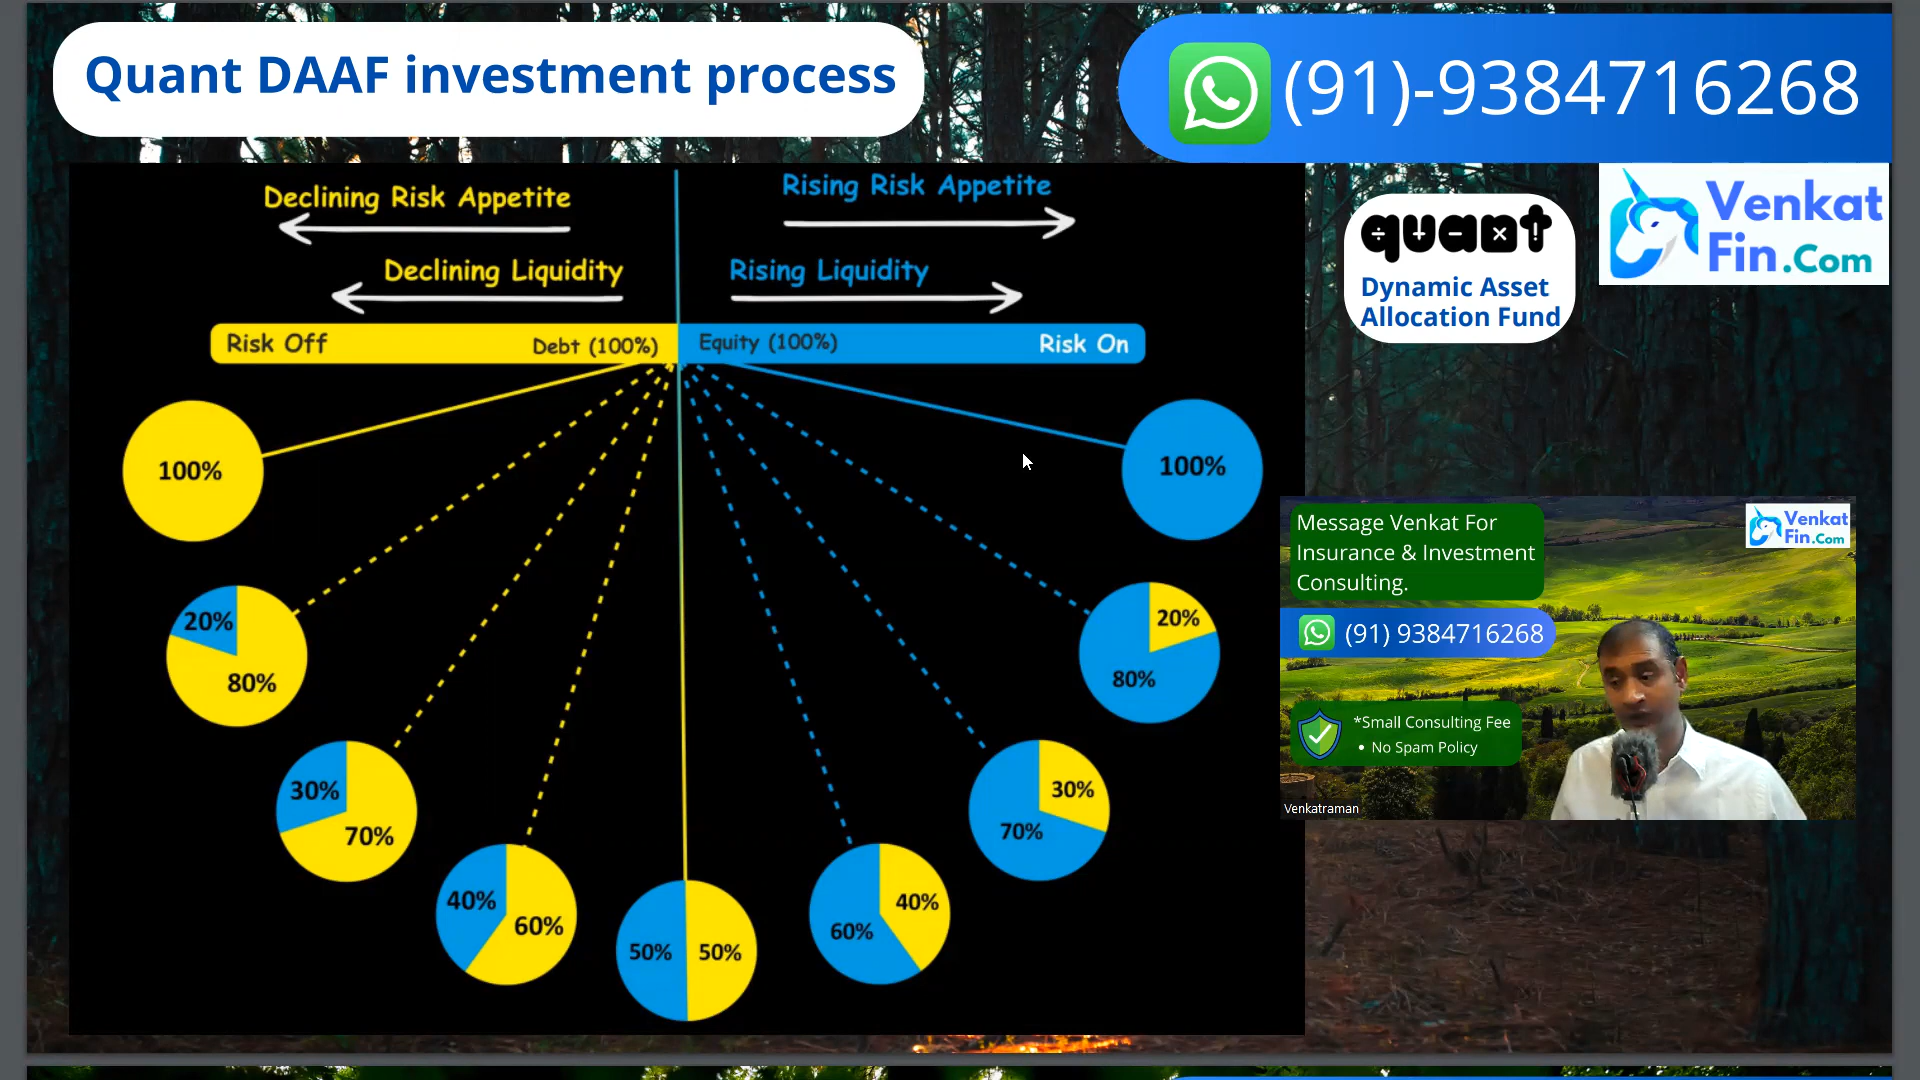 Quant DAAF investment process
(91)-9384716268
Declining Risk Appetite
Rising Risk Appetite
Declining Liquidity
Rising Liquidity
Risk Off
Debt (100%)
Equity (100%)
Risk On
quant
Dynamic Asset
Allocation Fund
Venkat
Fin.Com
100%
100%
20%
80%
20%
80%
30%
70%
30%
70%
40%
60%
50%
50%
40%
60%
Message Venkat For
Insurance & Investment
Consulting.
Venkat
Fin.Com
(91) 9384716268
*Small Consulting Fee
• No Spam Policy
Venkatraman